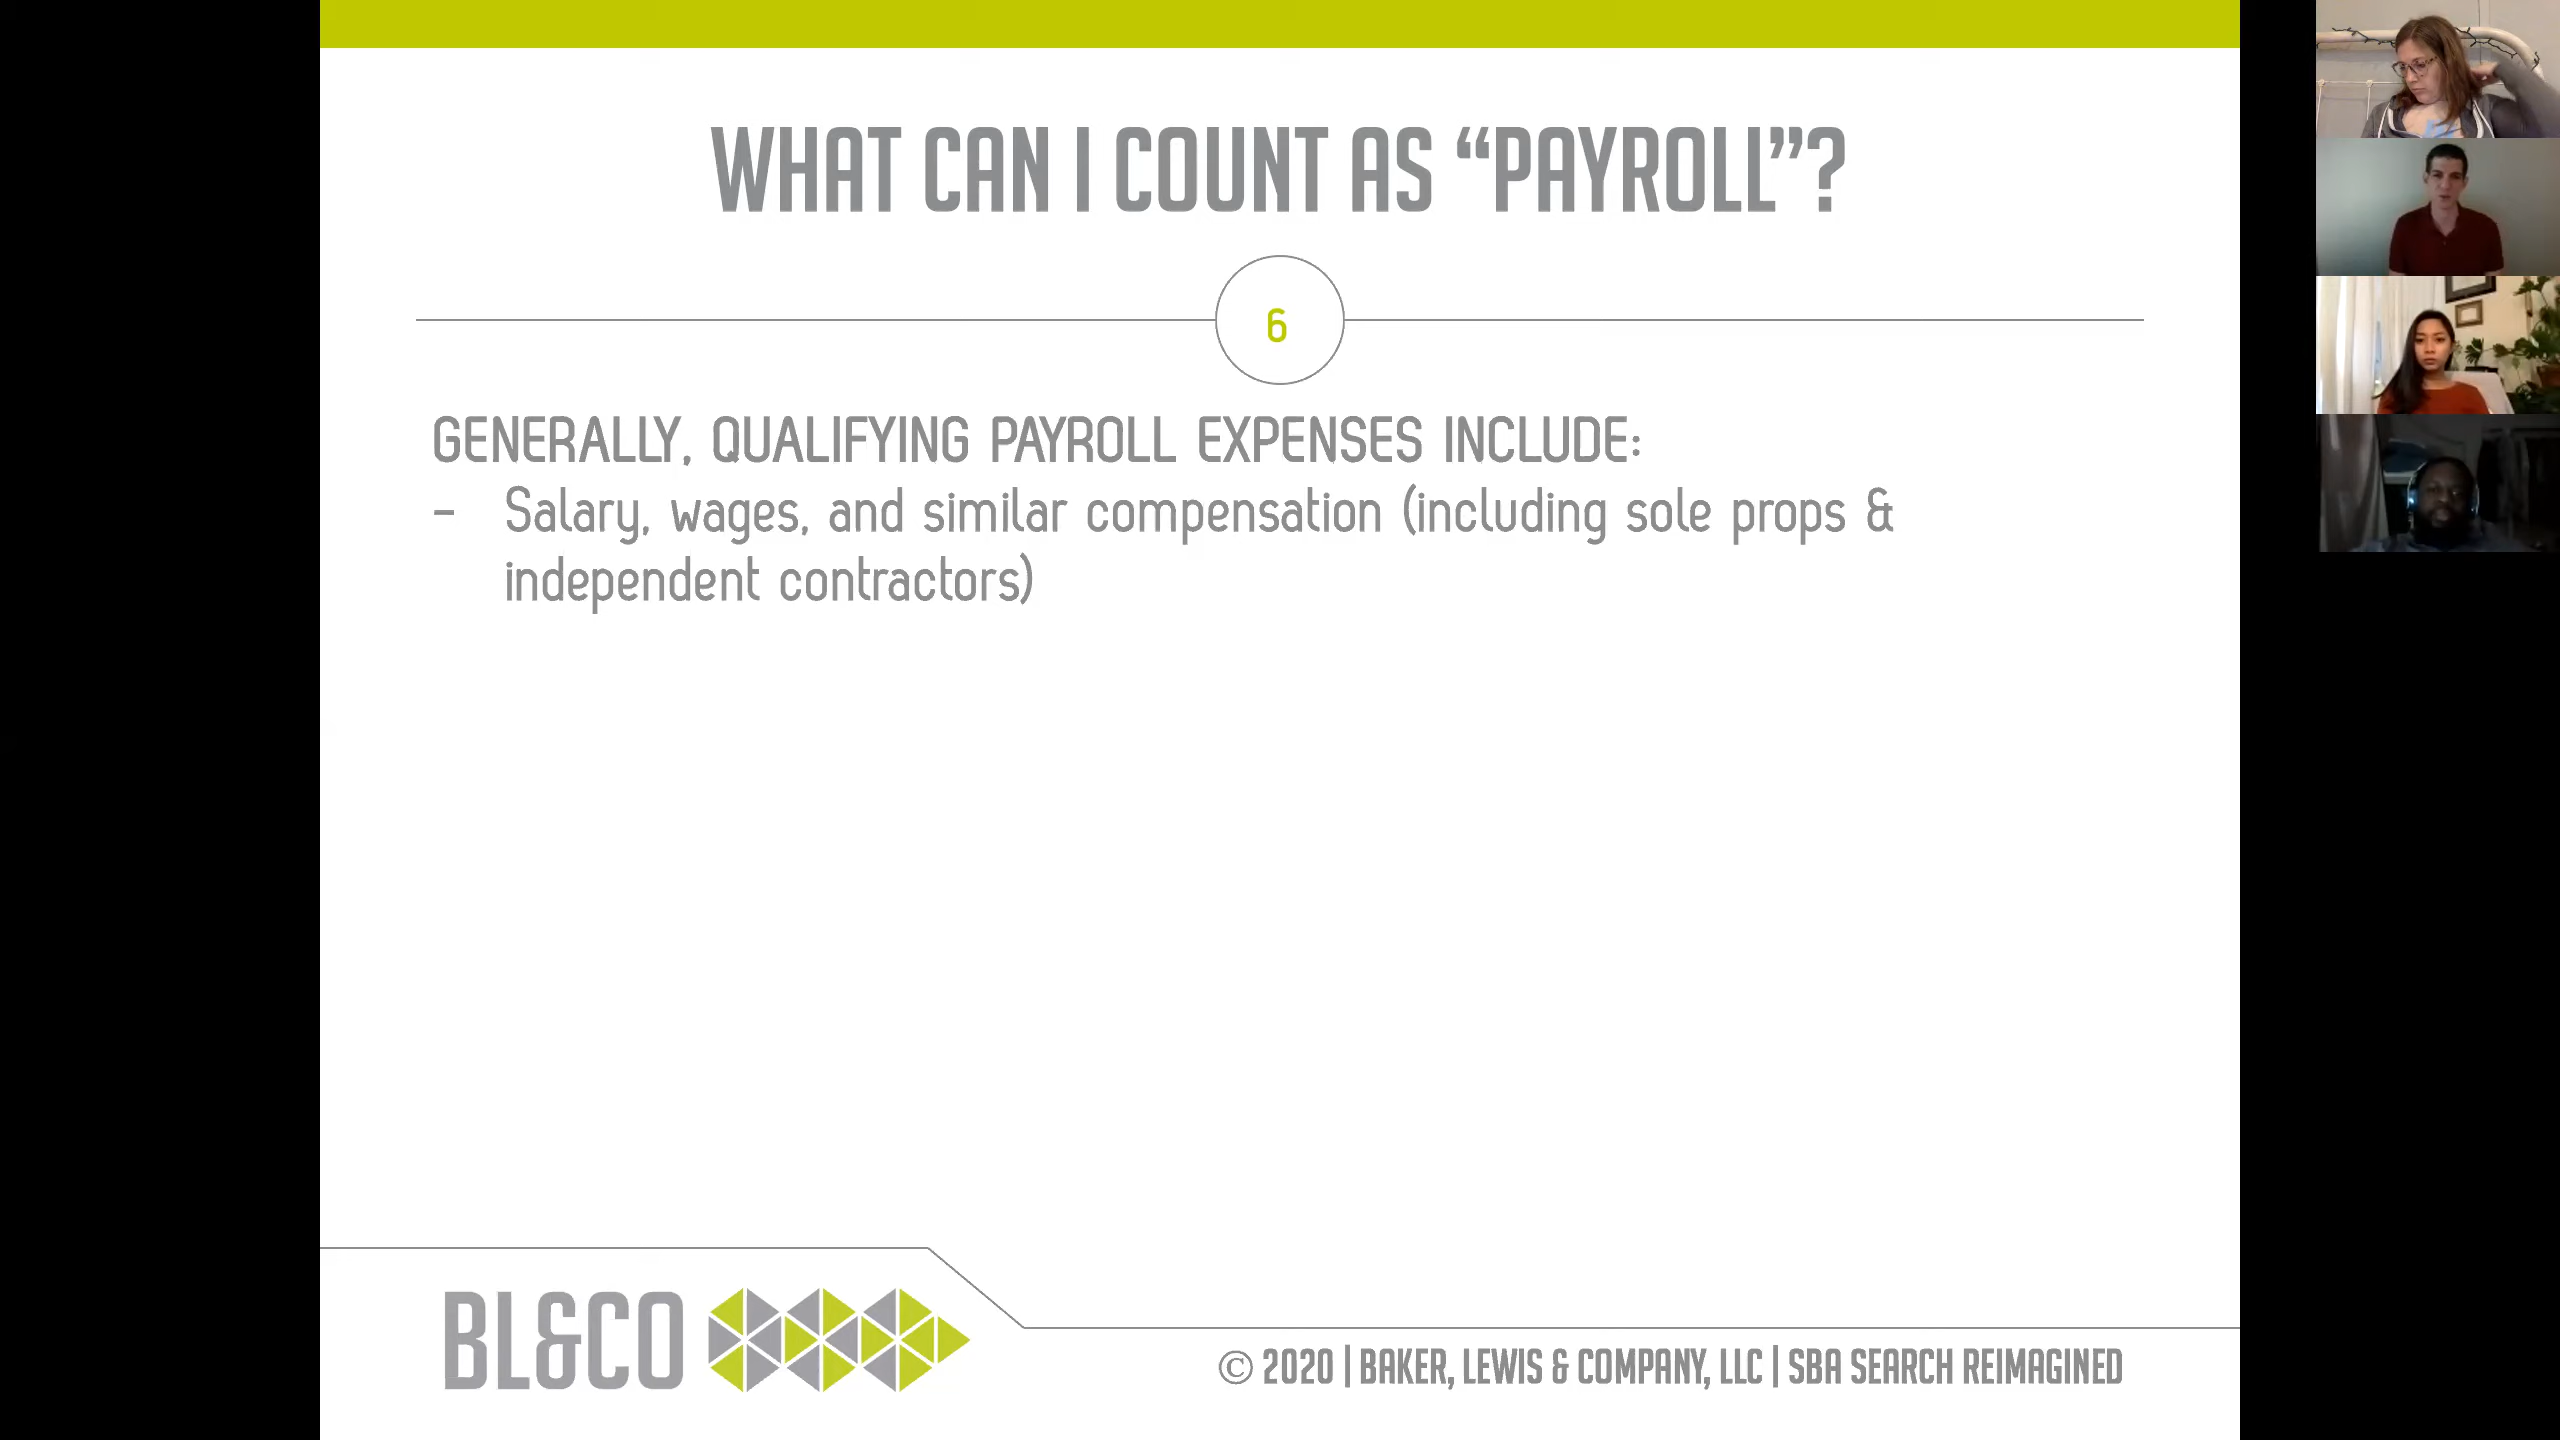 WHAT CAN I COUNT AS “PAYROLL”?
6
GENERALLY, QUALIFYING PAYROLL EXPENSES INCLUDE:
- Salary, wages, and similar compensation (including sole props &
independent contractors)
BL&CO
© 2020 | BAKER, LEWIS & COMPANY, LLC | SBA SEARCH REIMAGINED